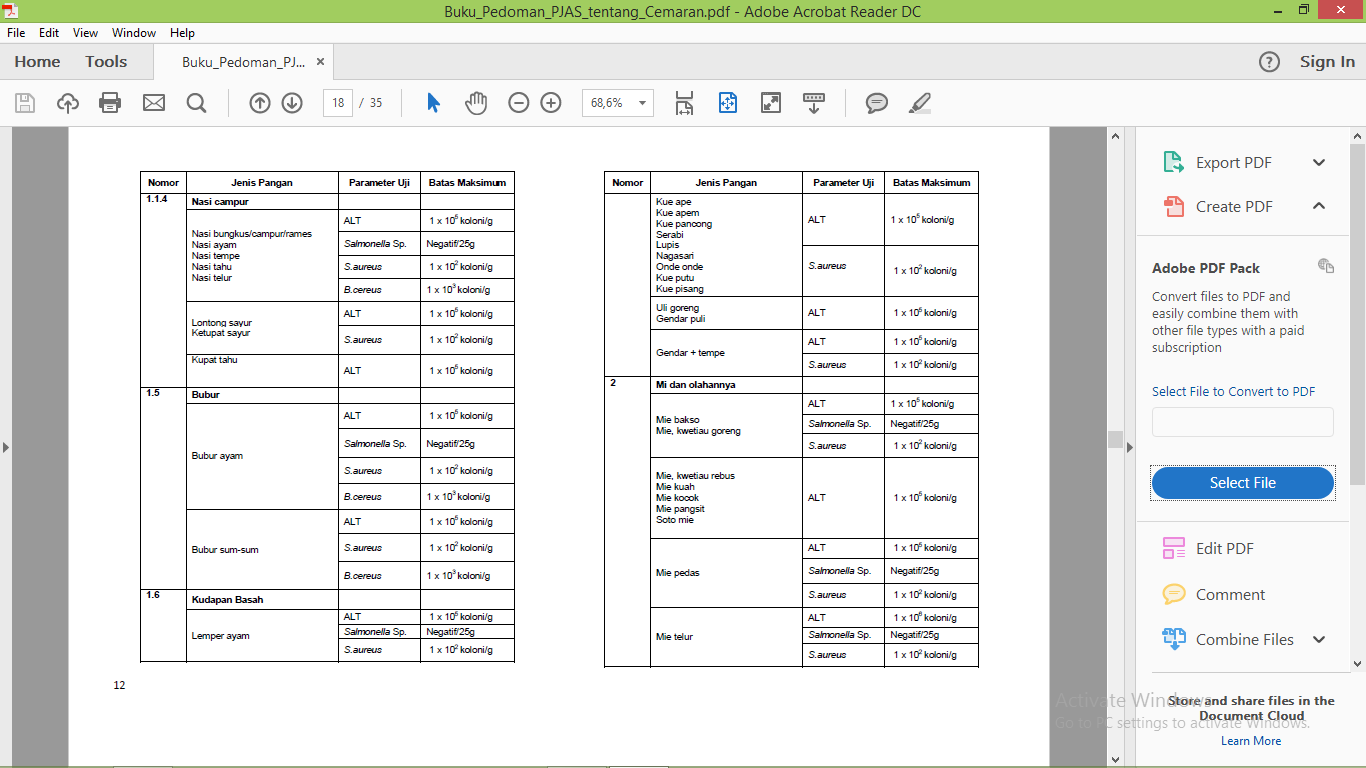 Buku_Pedoman_PJAS_tentang_Cemaran.pdf - Adobe Acrobat Reader DC
File Edit View Window Help
Home Tools Buku_Pedoman_PJ... × Sign In
18 / 35 68,6%
Nomor Jenis Pangan Parameter Uji Batas Maksimum
1.1.4 Nasi campur
Nasi bungkus/campur/rames
Nasi ayam
Nasi tempe
Nasi tahu
Nasi telur
ALT 1 x 10⁵ koloni/g
Salmonella Sp. Negatif/25g
S.aureus 1 x 10² koloni/g
B.cereus 1 x 10³ koloni/g
Lontong sayur
Ketupat sayur
ALT 1 x 10⁵ koloni/g
S.aureus 1 x 10² koloni/g
Kupat tahu
ALT 1 x 10⁵ koloni/g
1.5 Bubur
Bubur ayam
ALT 1 x 10⁵ koloni/g
Salmonella Sp. Negatif/25g
S.aureus 1 x 10² koloni/g
B.cereus 1 x 10³ koloni/g
Bubur sum-sum
ALT 1 x 10⁵ koloni/g
S.aureus 1 x 10² koloni/g
B.cereus 1 x 10³ koloni/g
1.6 Kudapan Basah
Lemper ayam
ALT 1 x 10⁵ koloni/g
Salmonella Sp. Negatif/25g
S.aureus 1 x 10² koloni/g
12
Nomor Jenis Pangan Parameter Uji Batas Maksimum
Kue ape
Kue apem
Kue pancong
Serabi
Lupis
Nagasari
Onde onde
Kue putu
Kue pisang
ALT 1 x 10⁵ koloni/g
S.aureus 1 x 10² koloni/g
Uli goreng
Gendar puli
ALT 1 x 10⁵ koloni/g
Gendar + tempe
ALT 1 x 10⁵ koloni/g
S.aureus 1 x 10² koloni/g
2 Mi dan olahannya
Mie bakso
Mie, kwetiau goreng
ALT 1 x 10⁵ koloni/g
Salmonella Sp. Negatif/25g
S.aureus 1 x 10² koloni/g
Mie, kwetiau rebus
Mie kuah
Mie kocok
Mie pangsit
Soto mie
ALT 1 x 10⁵ koloni/g
Mie pedas
ALT 1 x 10⁵ koloni/g
Salmonella Sp. Negatif/25g
S.aureus 1 x 10² koloni/g
Mie telur
ALT 1 x 10⁶ koloni/g
Salmonella Sp. Negatif/25g
S.aureus 1 x 10² koloni/g
Export PDF
Create PDF
Adobe PDF Pack
Convert files to PDF and
easily combine them with
other file types with a paid
subscription
Select File to Convert to PDF
Select File
Edit PDF
Comment
Combine Files
Store and share files in the
Document Cloud
Learn More
Activate Windows
Go to PC settings to activate Windows.